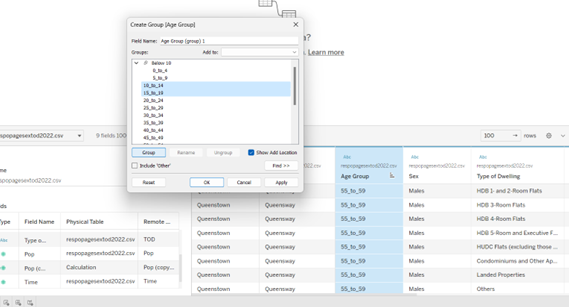 Create Group [Age Group]
Field Name: Age Group (group) 1
Groups: Add to:
Below 10
0_to_4
5_to_9
10_to_14
15_to_19
20_to_24
25_to_29
30_to_34
35_to_39
40_to_44
45_to_49
Group Rename Ungroup Show Add Location
Include 'Other' Find >>
Reset OK Cancel Apply
a?
Learn more
spopagesextod2022.csv 9 fields 100 rows
respopagesextod2022.csv
Type Field Name Physical Table Remote ...
Abc Type o... respopagesextod2022.csv TOD
Pop respopagesextod2022.csv Pop
Pop (c... Calculation Pop (copy...
Time respopagesextod2022.csv Time
Abc Abc Abc
respopagesextod2022.csv respopagesextod2022.csv respopagesextod2022.csv
Age Group Sex Type of Dwelling
Queenstown Queensway 55_to_59 Males HDB 1- and 2-Room Flats
Queenstown Queensway 55_to_59 Males HDB 3-Room Flats
Queenstown Queensway 55_to_59 Males HDB 4-Room Flats
Queenstown Queensway 55_to_59 Males HDB 5-Room and Executive F...
Queenstown Queensway 55_to_59 Males HUDC Flats (excluding those ...
Queenstown Queensway 55_to_59 Males Condominiums and Other Ap...
Queenstown Queensway 55_to_59 Males Landed Properties
Queenstown Queensway 55_to_59 Males Others